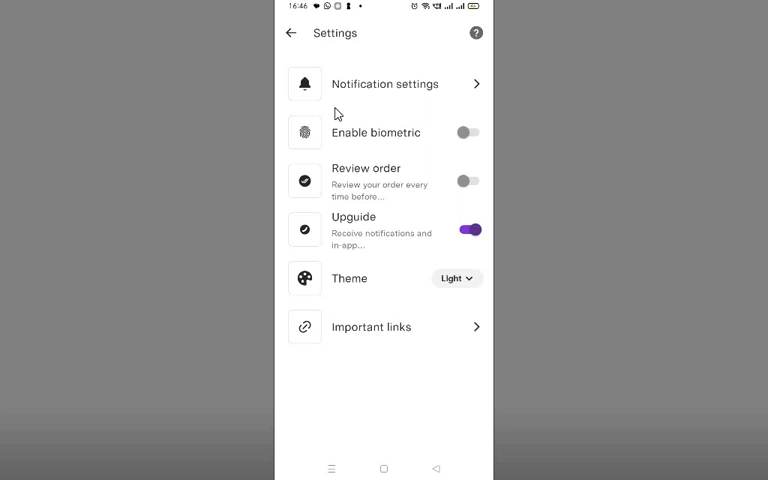 16:46
Settings
?
Notification settings
Enable biometric
Review order
Review your order every
time before...
Upguide
Receive notifications and
in-app...
Theme
Light
Important links